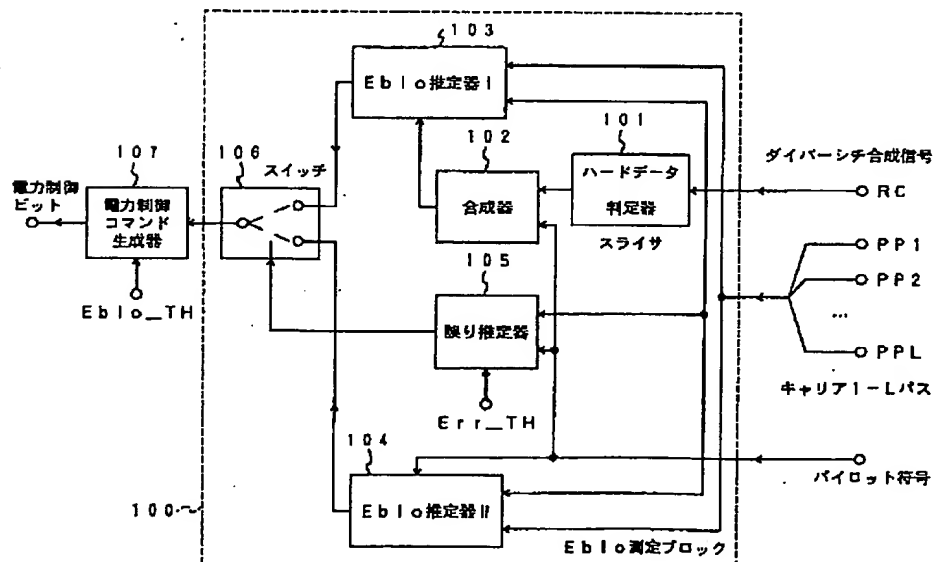 103
EbIo推定器I
101
102
ダイバーシチ合成信号
107
106
スイッチ
ハードデータ
判定器
RC
電力制御
ビット
電力制御
コマンド
生成器
合成器
スライサ
PP1
105
PP2
EbIo_TH
...
誤り推定器
PPL
キャリア1-Lパス
Err_TH
104
パイロット符号
100
EbIo推定器II
EbIo測定ブロック